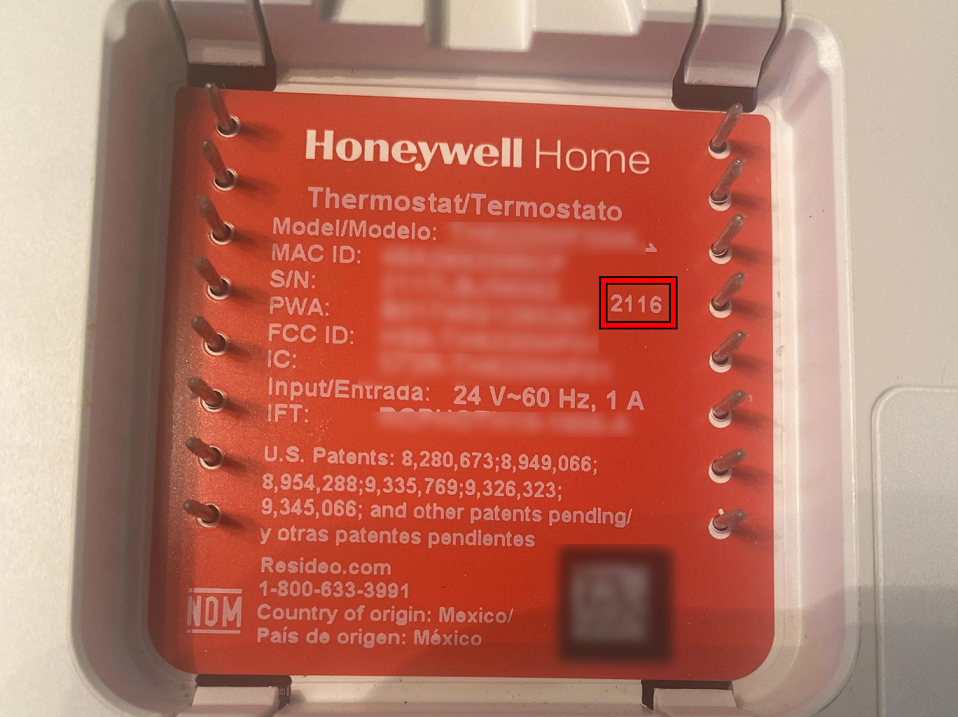 Honeywell Home
Thermostat/Termostato
Model/Modelo:
MAC ID:
S/N:
PWA: 2116
FCC ID:
IC:
Input/Entrada: 24 V~60 Hz, 1 A
IFT:
U.S. Patents: 8,280,673;8,949,066;
8,954,288;9,335,769;9,326,323;
9,345,066; and other patents pending/
y otras patentes pendientes
Resideo.com
1-800-633-3991
NOM
Country of origin: Mexico/
País de origen: México